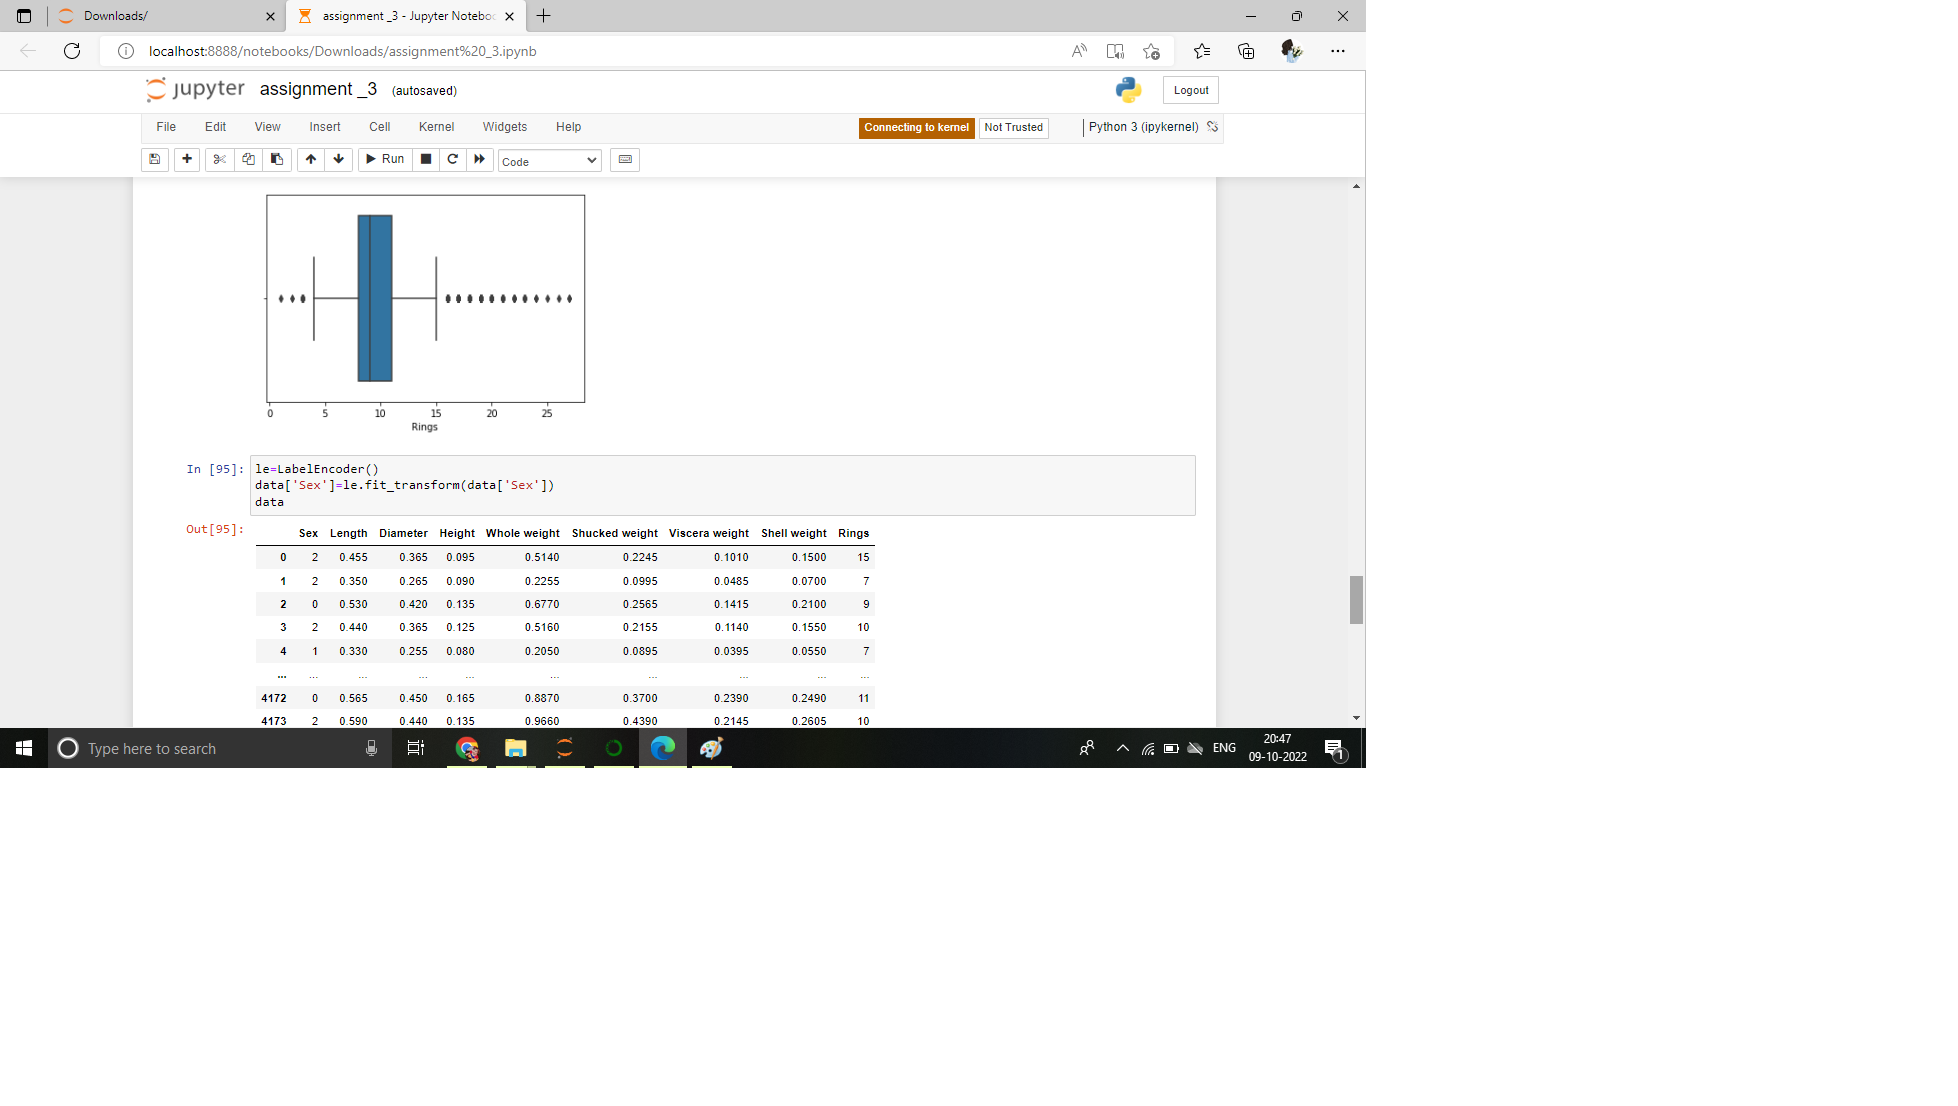 Downloads/
assignment _3 - Jupyter Noteboo
localhost:8888/notebooks/Downloads/assignment%20_3.ipynb
jupyter assignment _3 (autosaved)
Logout
File Edit View Insert Cell Kernel Widgets Help
Connecting to kernel Not Trusted Python 3 (ipykernel)
Run Code
0 5 10 15 20 25
Rings
In [95]: le=LabelEncoder()
data['Sex']=le.fit_transform(data['Sex'])
data
Out[95]:
Sex Length Diameter Height Whole weight Shucked weight Viscera weight Shell weight Rings
0 2 0.455 0.365 0.095 0.5140 0.2245 0.1010 0.1500 15
1 2 0.350 0.265 0.090 0.2255 0.0995 0.0485 0.0700 7
2 0 0.530 0.420 0.135 0.6770 0.2565 0.1415 0.2100 9
3 2 0.440 0.365 0.125 0.5160 0.2155 0.1140 0.1550 10
4 1 0.330 0.255 0.080 0.2050 0.0895 0.0395 0.0550 7
... ... ... ... ... ... ... ... ... ...
4172 0 0.565 0.450 0.165 0.8870 0.3700 0.2390 0.2490 11
4173 2 0.590 0.440 0.135 0.9660 0.4390 0.2145 0.2605 10
Type here to search
ENG
20:47
09-10-2022
1